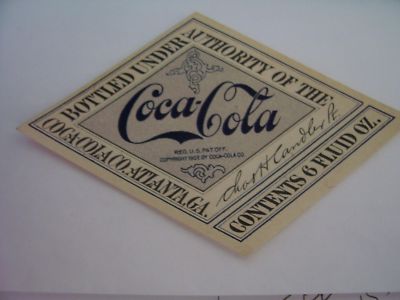 BOTTLED UNDER
AUTHORITY OF THE
Coca-Cola
REG. U.S. PAT. OFF.
COPYRIGHT 1903 BY COCA-COLA CO.
Chas H Candler Pt.
COCA-COLA CO. ATLANTA, GA.
CONTENTS 6 FLUID OZ.